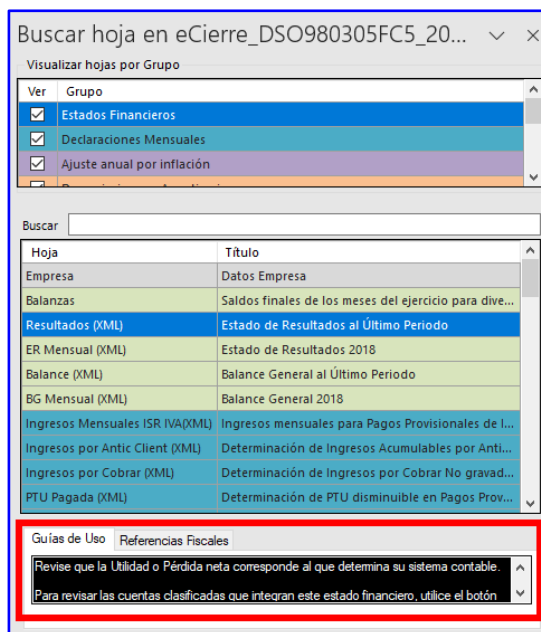 Buscar hoja en eCierre_DSO980305FC5_20...
Visualizar hojas por Grupo
Ver Grupo
Estados Financieros
Declaraciones Mensuales
Ajuste anual por inflación
Buscar
Hoja Título
Empresa Datos Empresa
Balanzas Saldos finales de los meses del ejercicio para dive...
Resultados (XML) Estado de Resultados al Último Periodo
ER Mensual (XML) Estado de Resultados 2018
Balance (XML) Balance General al Último Periodo
BG Mensual (XML) Balance General 2018
Ingresos Mensuales ISR IVA(XML) Ingresos mensuales para Pagos Provisionales de I...
Ingresos por Antic Client (XML) Determinación de Ingresos Acumulables por Anti...
Ingresos por Cobrar (XML) Determinación de Ingresos por Cobrar No gravad...
PTU Pagada (XML) Determinación de PTU disminuible en Pagos Prov...
Guías de Uso Referencias Fiscales
Revise que la Utilidad o Pérdida neta corresponde al que determina su sistema contable.
Para revisar las cuentas clasificadas que integran este estado financiero, utilice el botón